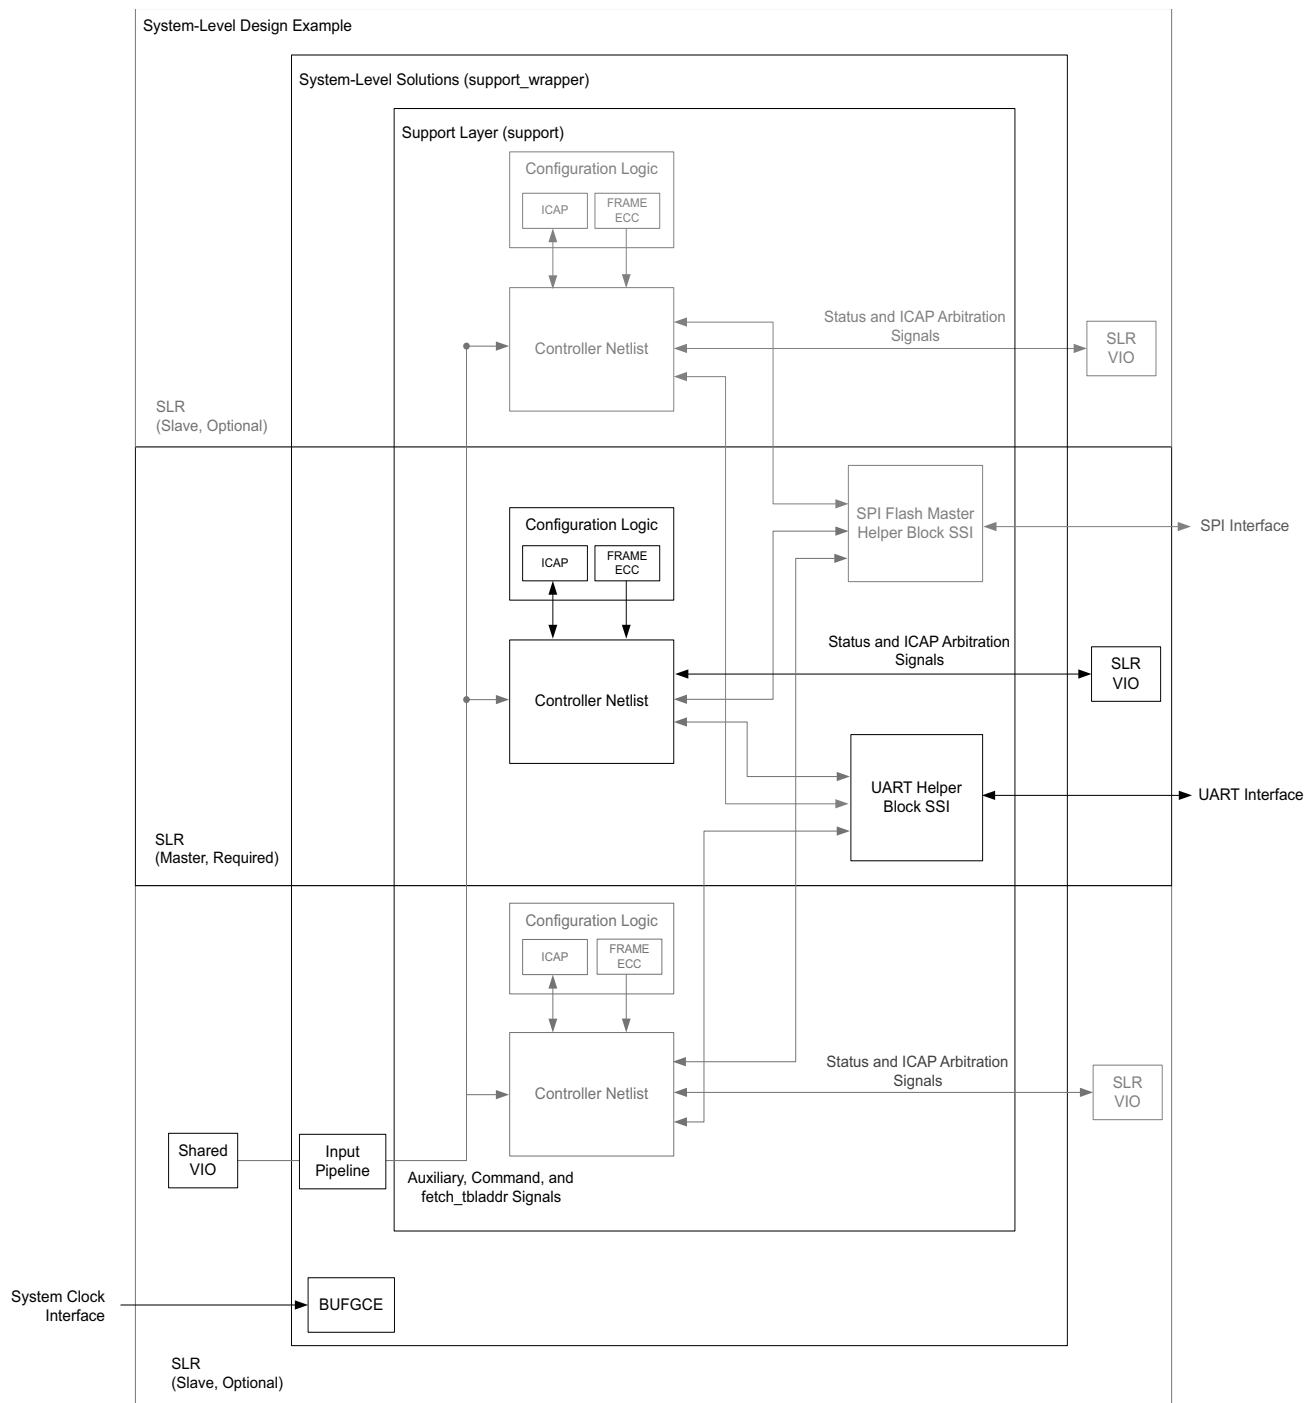 System-Level Design Example
System-Level Solutions (support_wrapper)
Support Layer (support)
Configuration Logic
ICAP
FRAME
ECC
Controller Netlist
Status and ICAP Arbitration
Signals
SLR
VIO
SLR
(Slave, Optional)
Configuration Logic
ICAP
FRAME
ECC
SPI Flash Master
Helper Block SSI
SPI Interface
Controller Netlist
Status and ICAP Arbitration
Signals
SLR
VIO
UART Helper
Block SSI
UART Interface
SLR
(Master, Required)
Configuration Logic
ICAP
FRAME
ECC
Controller Netlist
Status and ICAP Arbitration
Signals
SLR
VIO
Shared
VIO
Input
Pipeline
Auxiliary, Command, and
fetch_tbladdr Signals
System Clock
Interface
BUFGCE
SLR
(Slave, Optional)